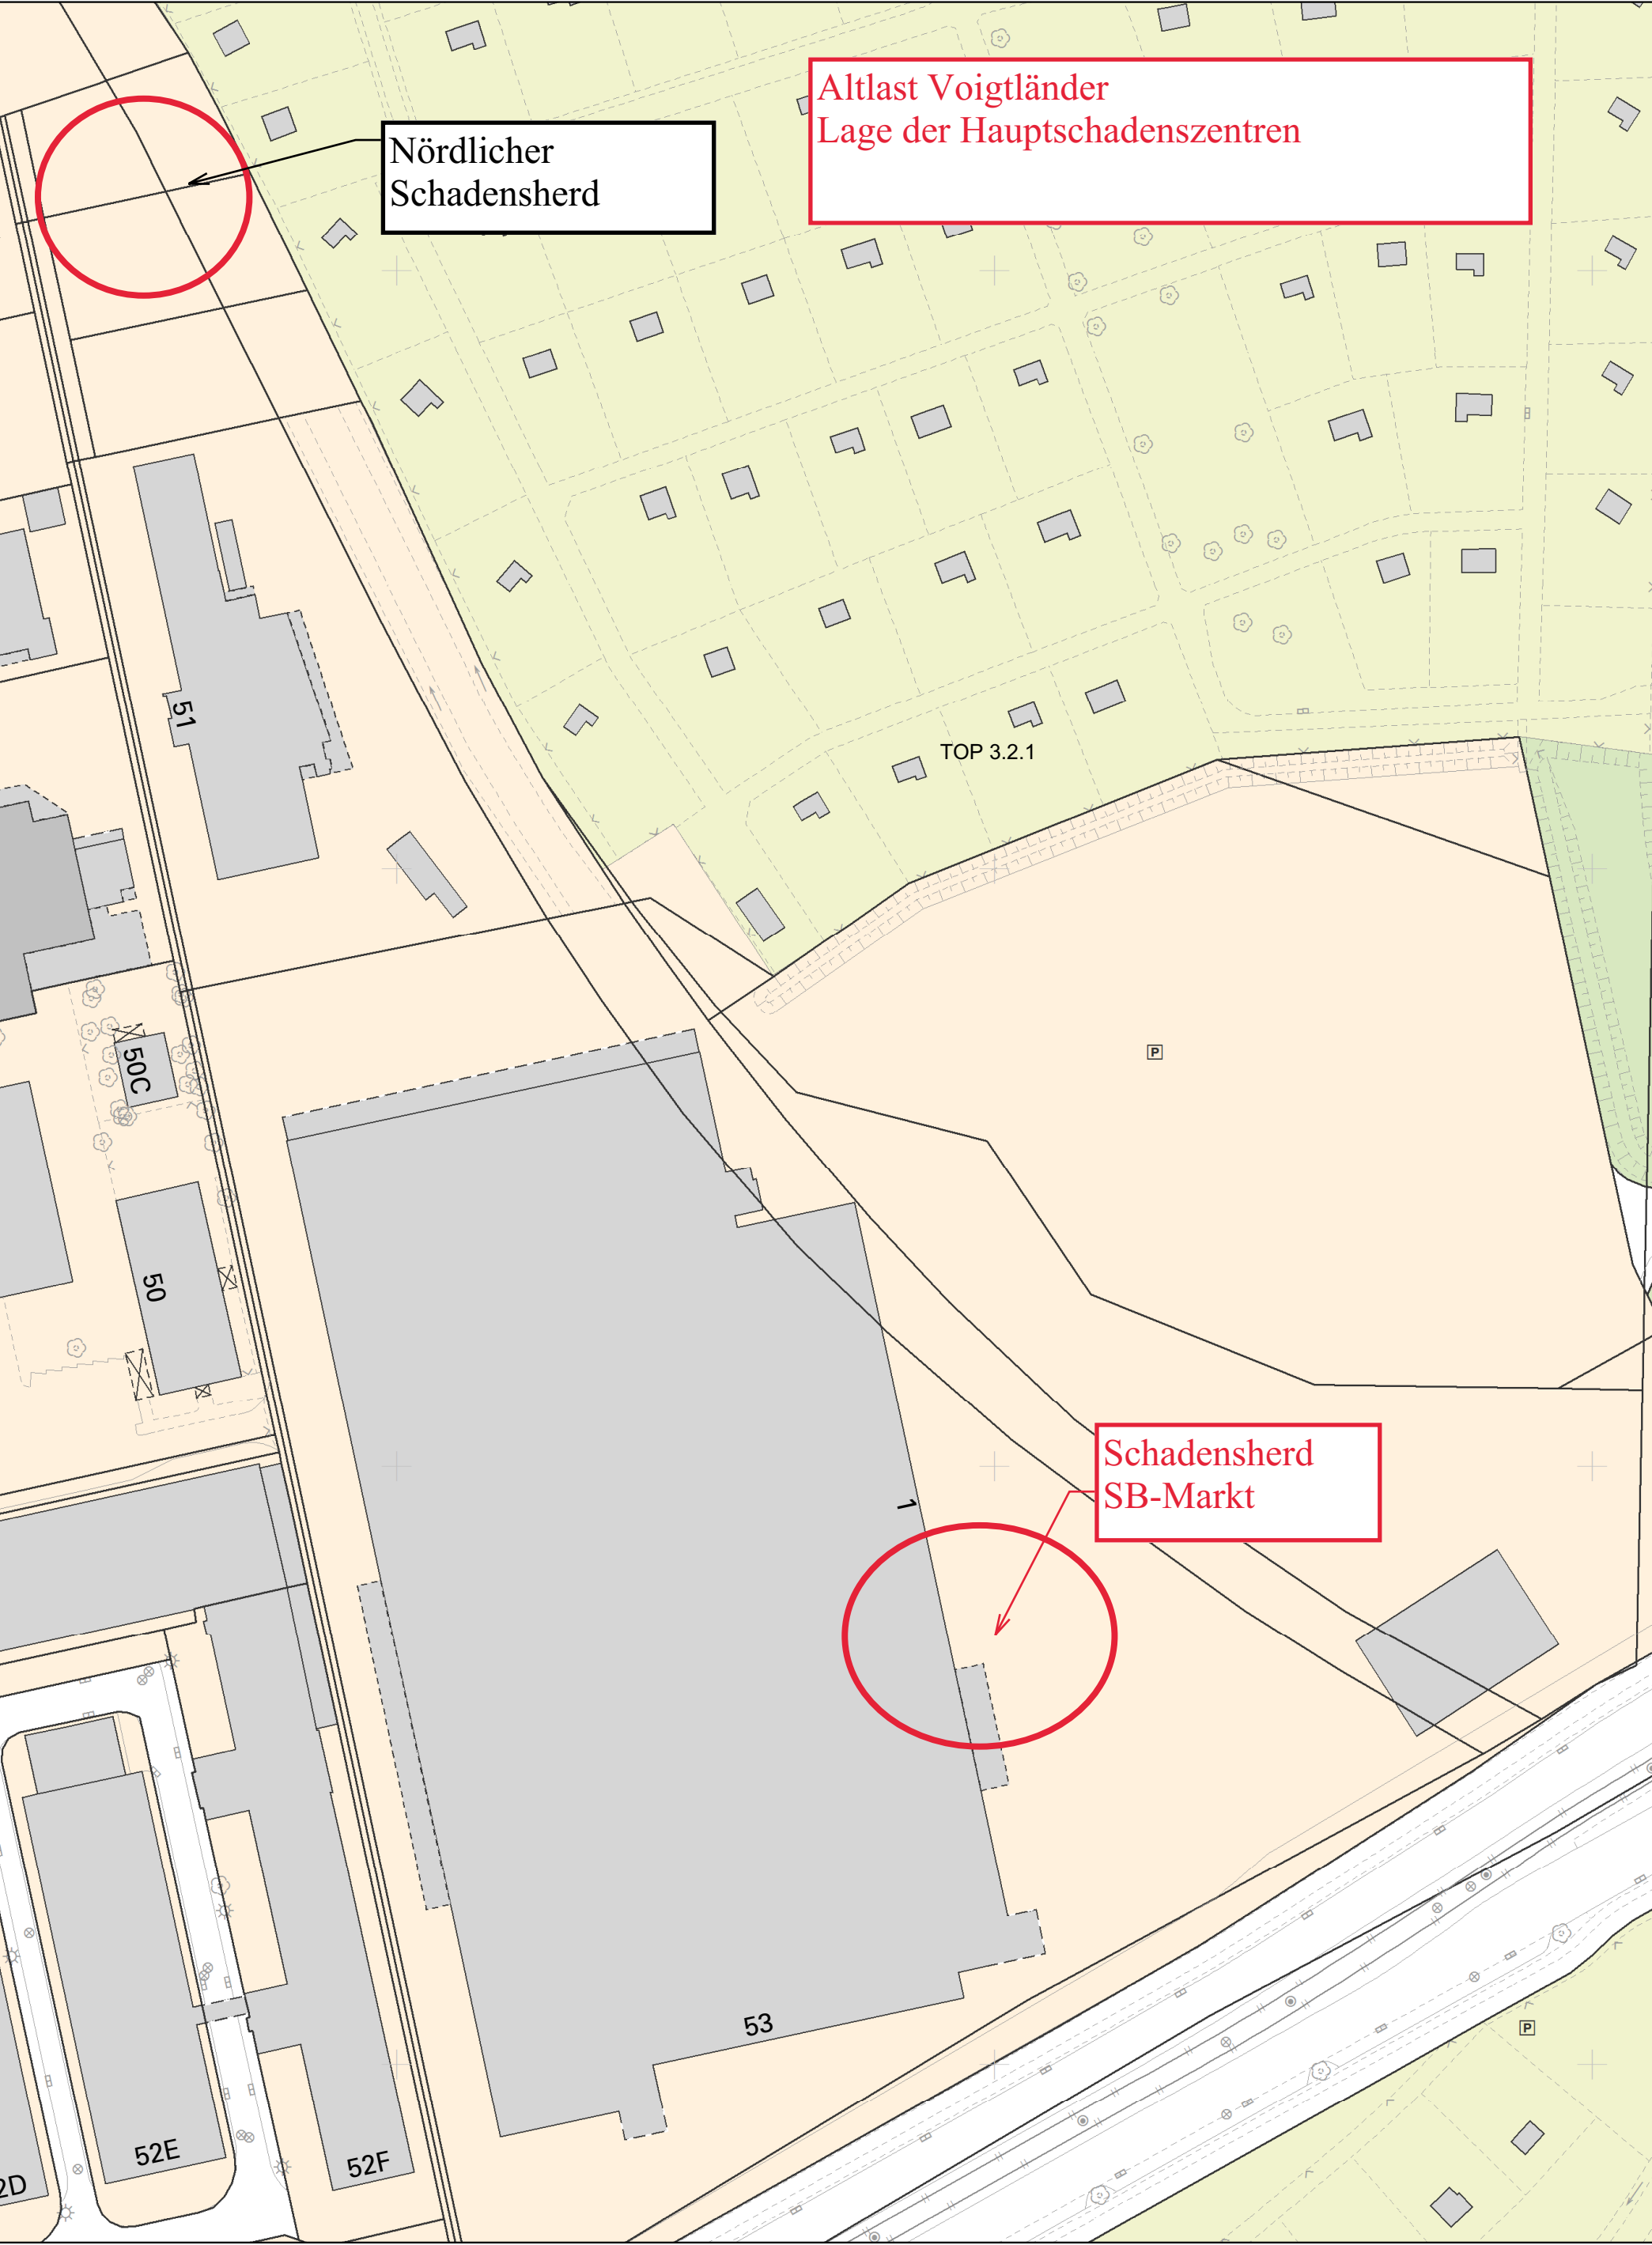 Altlast Voigtländer
Lage der Hauptschadenszentren
Nördlicher
Schadensherd
51
TOP 3.2.1
50C
P
50
Schadensherd
SB-Markt
1
53
P
52E
52F
2D